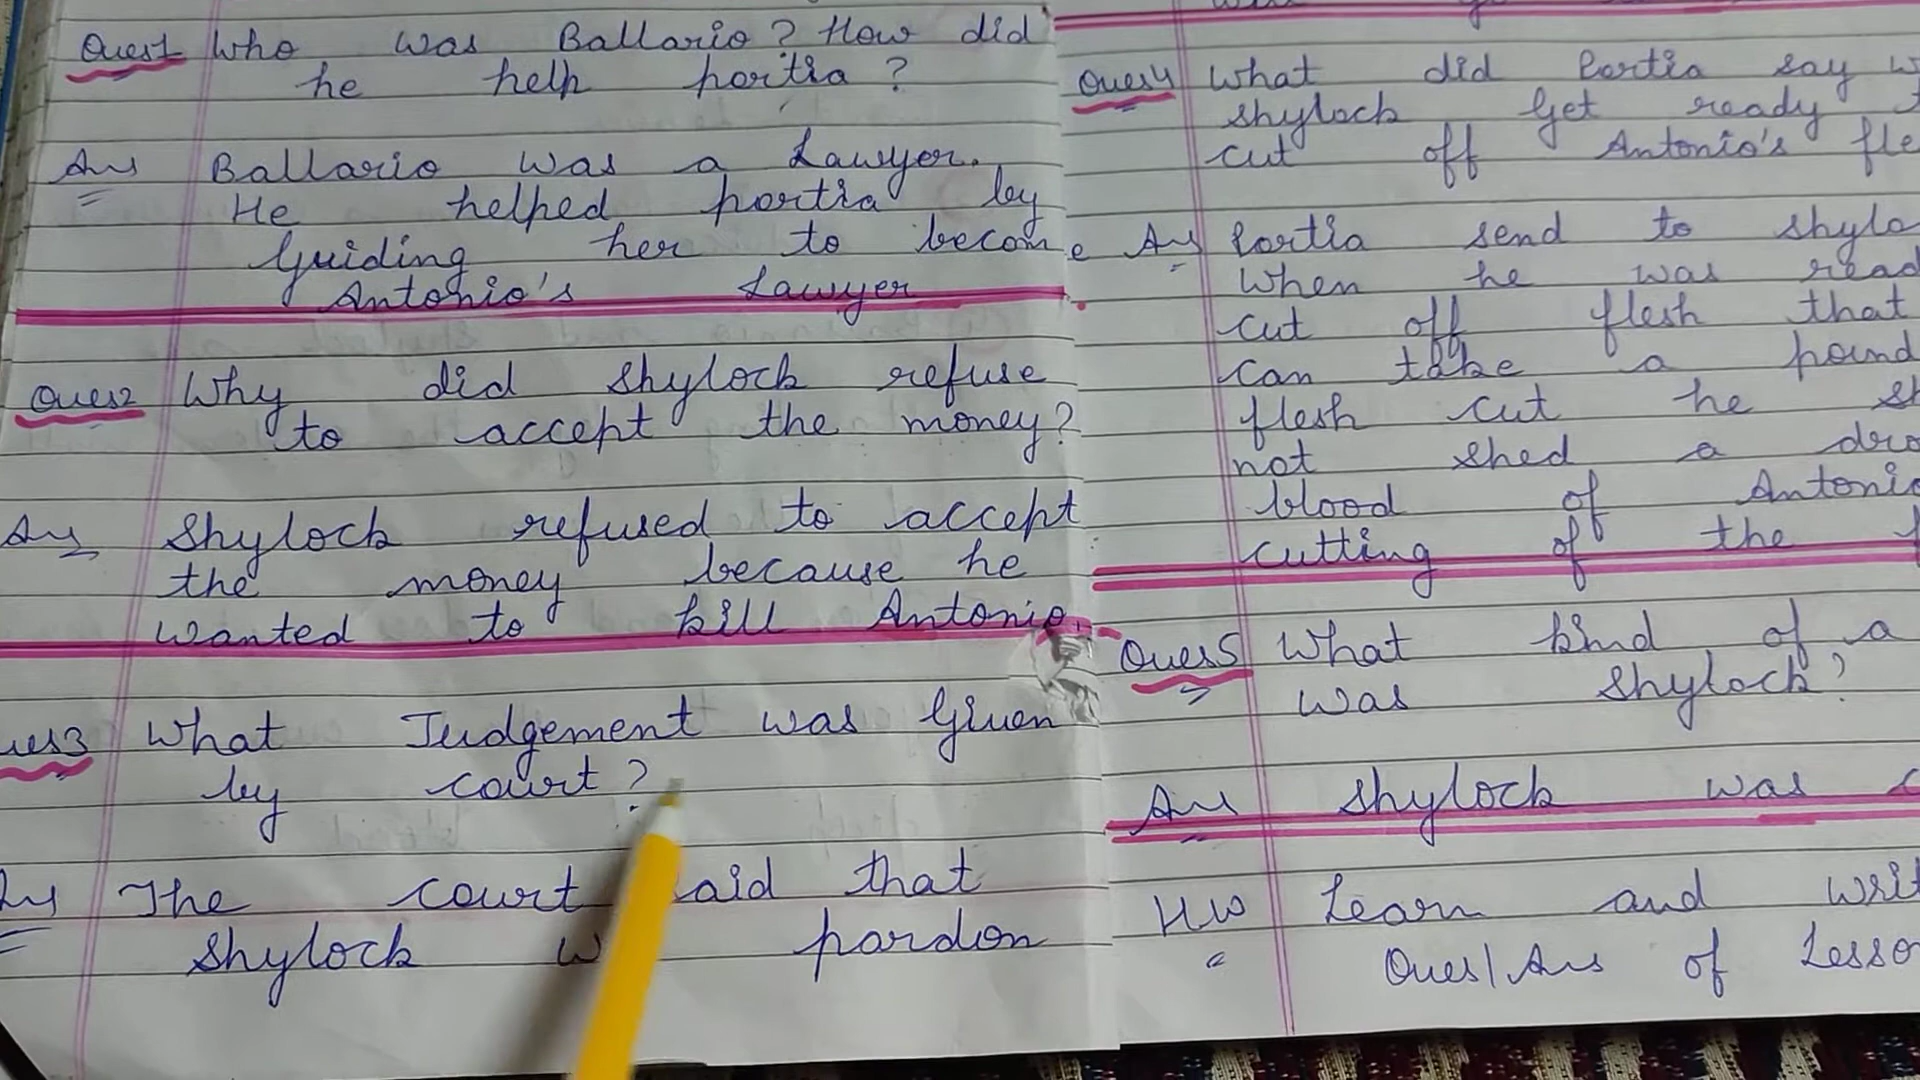 Ques1 Who was Ballario? How did
he help portia?
Ans Ballario was a Lawyer.
He helped portia by
Guiding her to become
Antonio's Lawyer
Ques2 Why did Shylock refuse
to accept the money?
Ans Shylock refused to accept
the money because he
wanted to kill Antonio.
ues3 What Judgement was Given
by court?
Ans The court said that
Shylock pardon
Ques4 What did Portia say
Shylock Get ready
cut off Antonio's
Ans Portia send to
When he was
cut off flesh that
can take a pound
flesh cut he
not shed a
blood of
cutting of the
Ques5 What kind of a
was Shylock?
Ans Shylock was
HW Learn and
Ques/Ans of